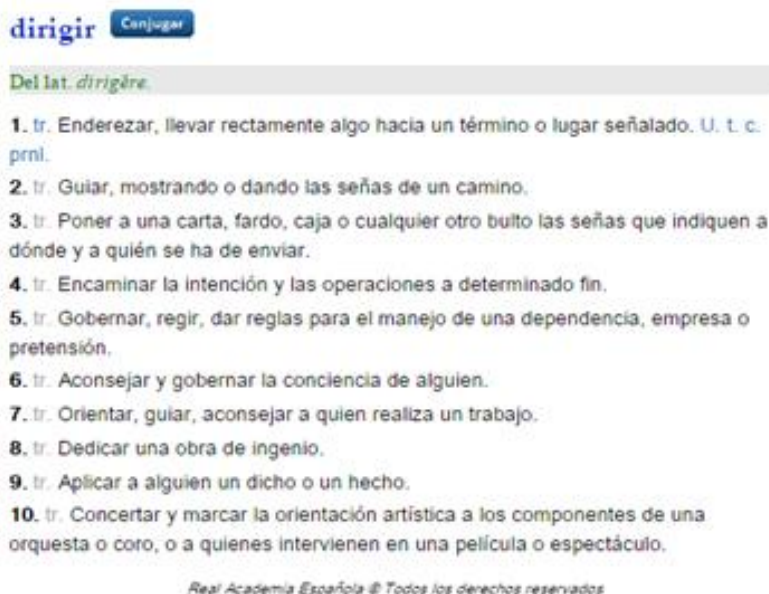 dirigir Conjugar
Del lat. dirigĕre.
1. tr. Enderezar, llevar rectamente algo hacia un término o lugar señalado. U. t. c.
prnl.
2. tr. Guiar, mostrando o dando las señas de un camino.
3. tr. Poner a una carta, fardo, caja o cualquier otro bulto las señas que indiquen a
dónde y a quién se ha de enviar.
4. tr. Encaminar la intención y las operaciones a determinado fin.
5. tr. Gobernar, regir, dar reglas para el manejo de una dependencia, empresa o
pretensión.
6. tr. Aconsejar y gobernar la conciencia de alguien.
7. tr. Orientar, guiar, aconsejar a quien realiza un trabajo.
8. tr. Dedicar una obra de ingenio.
9. tr. Aplicar a alguien un dicho o un hecho.
10. tr. Concertar y marcar la orientación artística a los componentes de una
orquesta o coro, o a quienes intervienen en una película o espectáculo.
Real Academia Española © Todos los derechos reservados